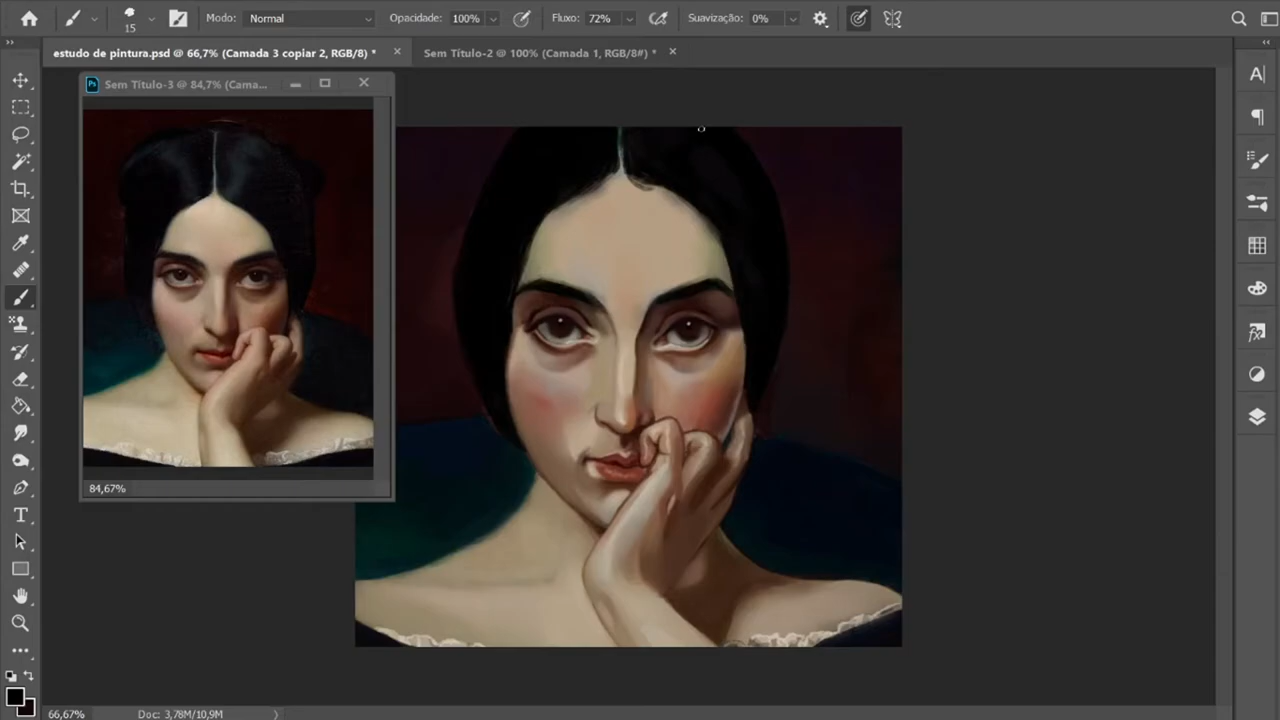 15
Modo: Normal
Opacidade: 100%
Fluxo: 72%
Suavização: 0%
estudo de pintura.psd @ 66,7% (Camada 3 copiar 2, RGB/8) *
Sem Título-2 @ 100% (Camada 1, RGB/8#) *
Ps
Sem Título-3 @ 84,7% (Cama...
84,67%
66,67%
Doc: 3,78M/10,9M